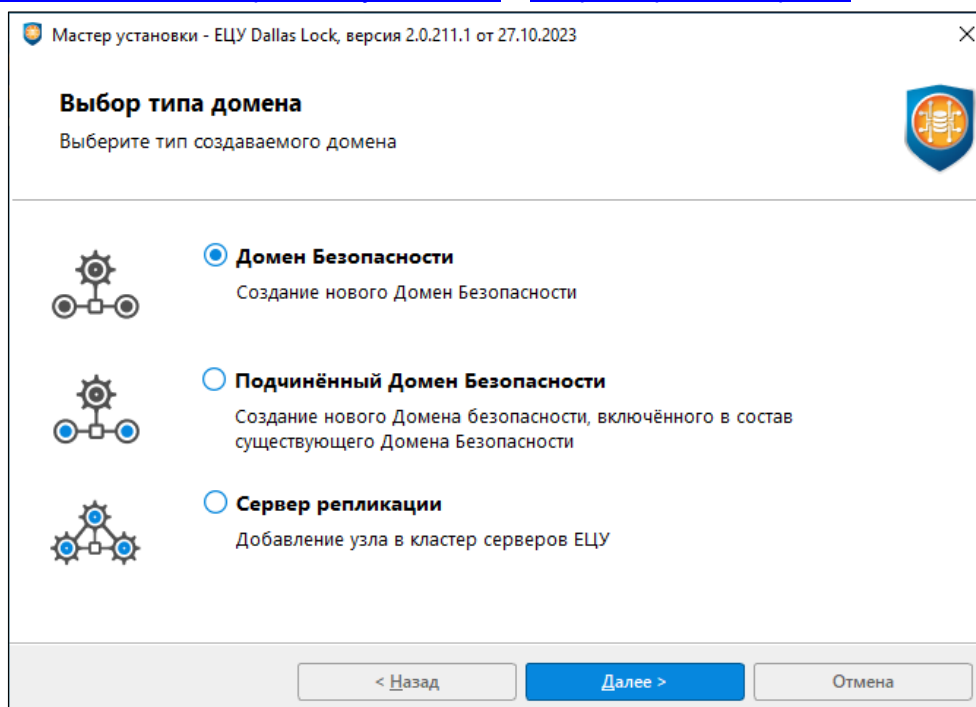 Мастер установки - ЕЦУ Dallas Lock, версия 2.0.211.1 от 27.10.2023
Выбор типа домена
Выберите тип создаваемого домена
Домен Безопасности
Создание нового Домен Безопасности
Подчинённый Домен Безопасности
Создание нового Домена безопасности, включённого в состав
существующего Домена Безопасности
Сервер репликации
Добавление узла в кластер серверов ЕЦУ
< Назад
Далее >
Отмена